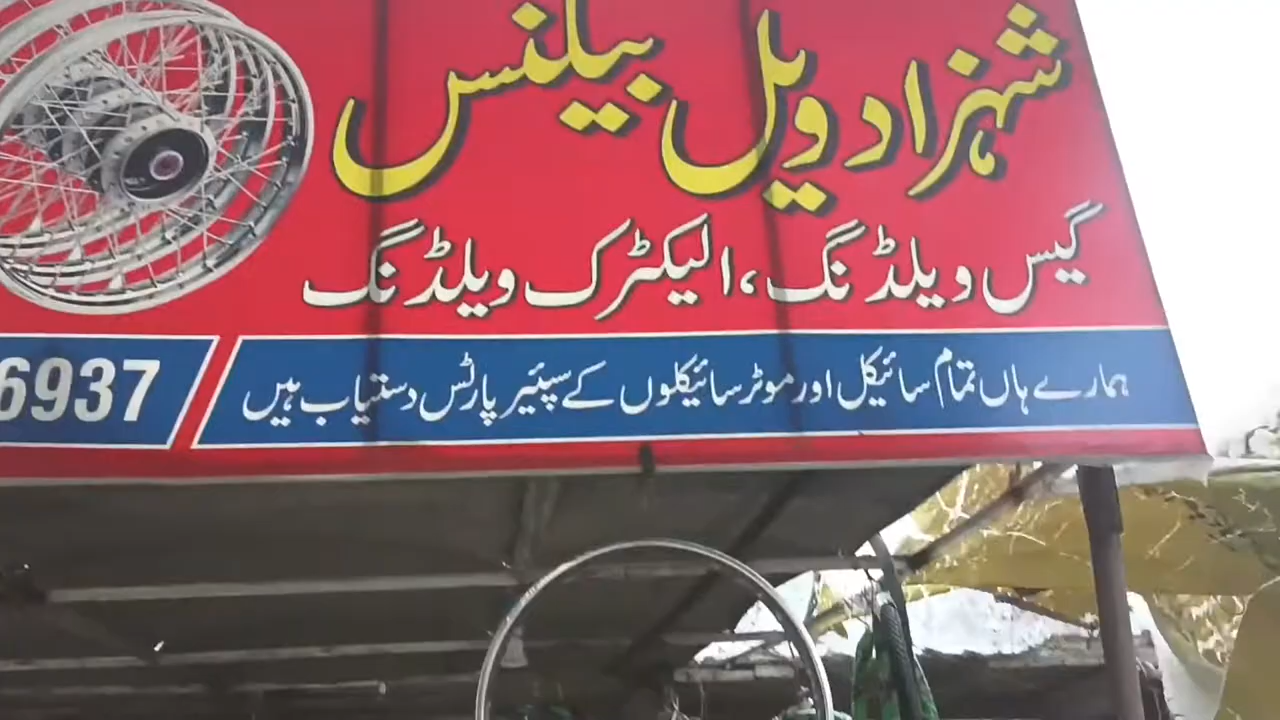 شہزاد ویل بیلنس
گیس ویلڈنگ، الیکٹرک ویلڈنگ
ہمارے ہاں تمام سائیکل اور موٹر سائیکلوں کے سپئیر پارٹس دستیاب ہیں
6937